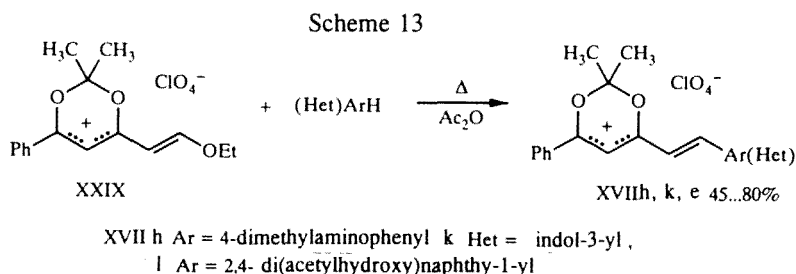 Scheme 13
H₃C CH₃
ClO₄⁻
O O
+
Ph
OEt
XXIX
+ (Het)ArH
Δ
Ac₂O
H₃C CH₃
ClO₄⁻
O O
+
Ph
Ar(Het)
XVIIh, k, e 45...80%
XVII h Ar = 4-dimethylaminophenyl k Het = indol-3-yl ,
l Ar = 2,4- di(acetylhydroxy)naphthy-1-yl